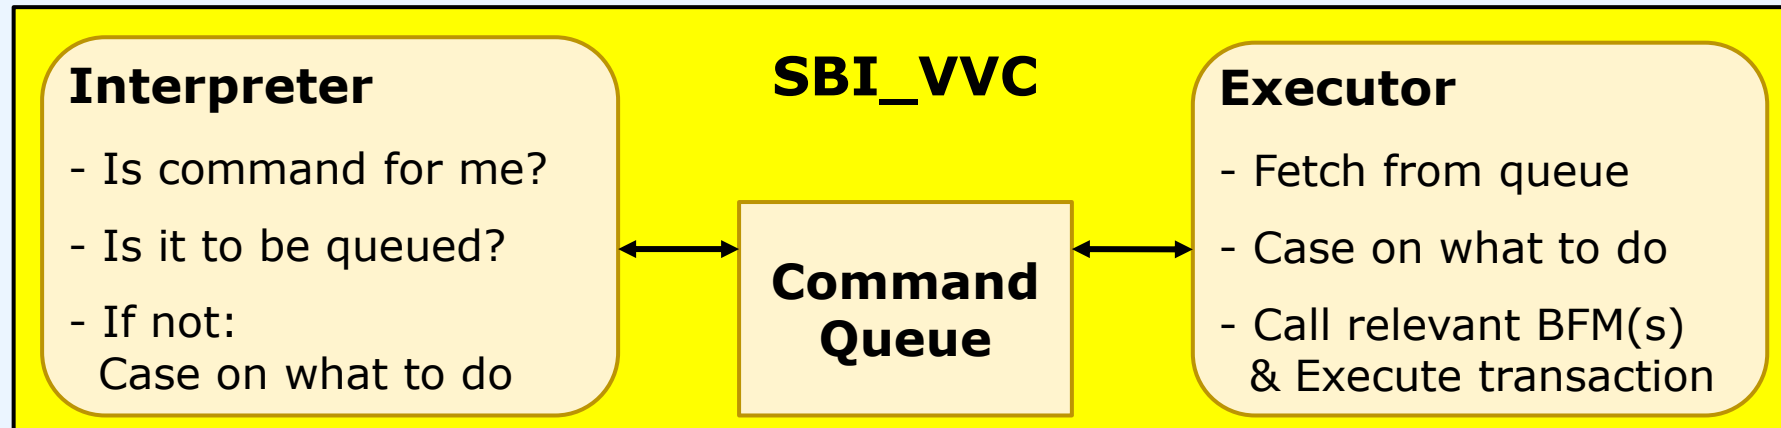 Interpreter
- Is command for me?
- Is it to be queued?
- If not:
Case on what to do
SBI_VVC
Command
Queue
Executor
- Fetch from queue
- Case on what to do
- Call relevant BFM(s)
& Execute transaction